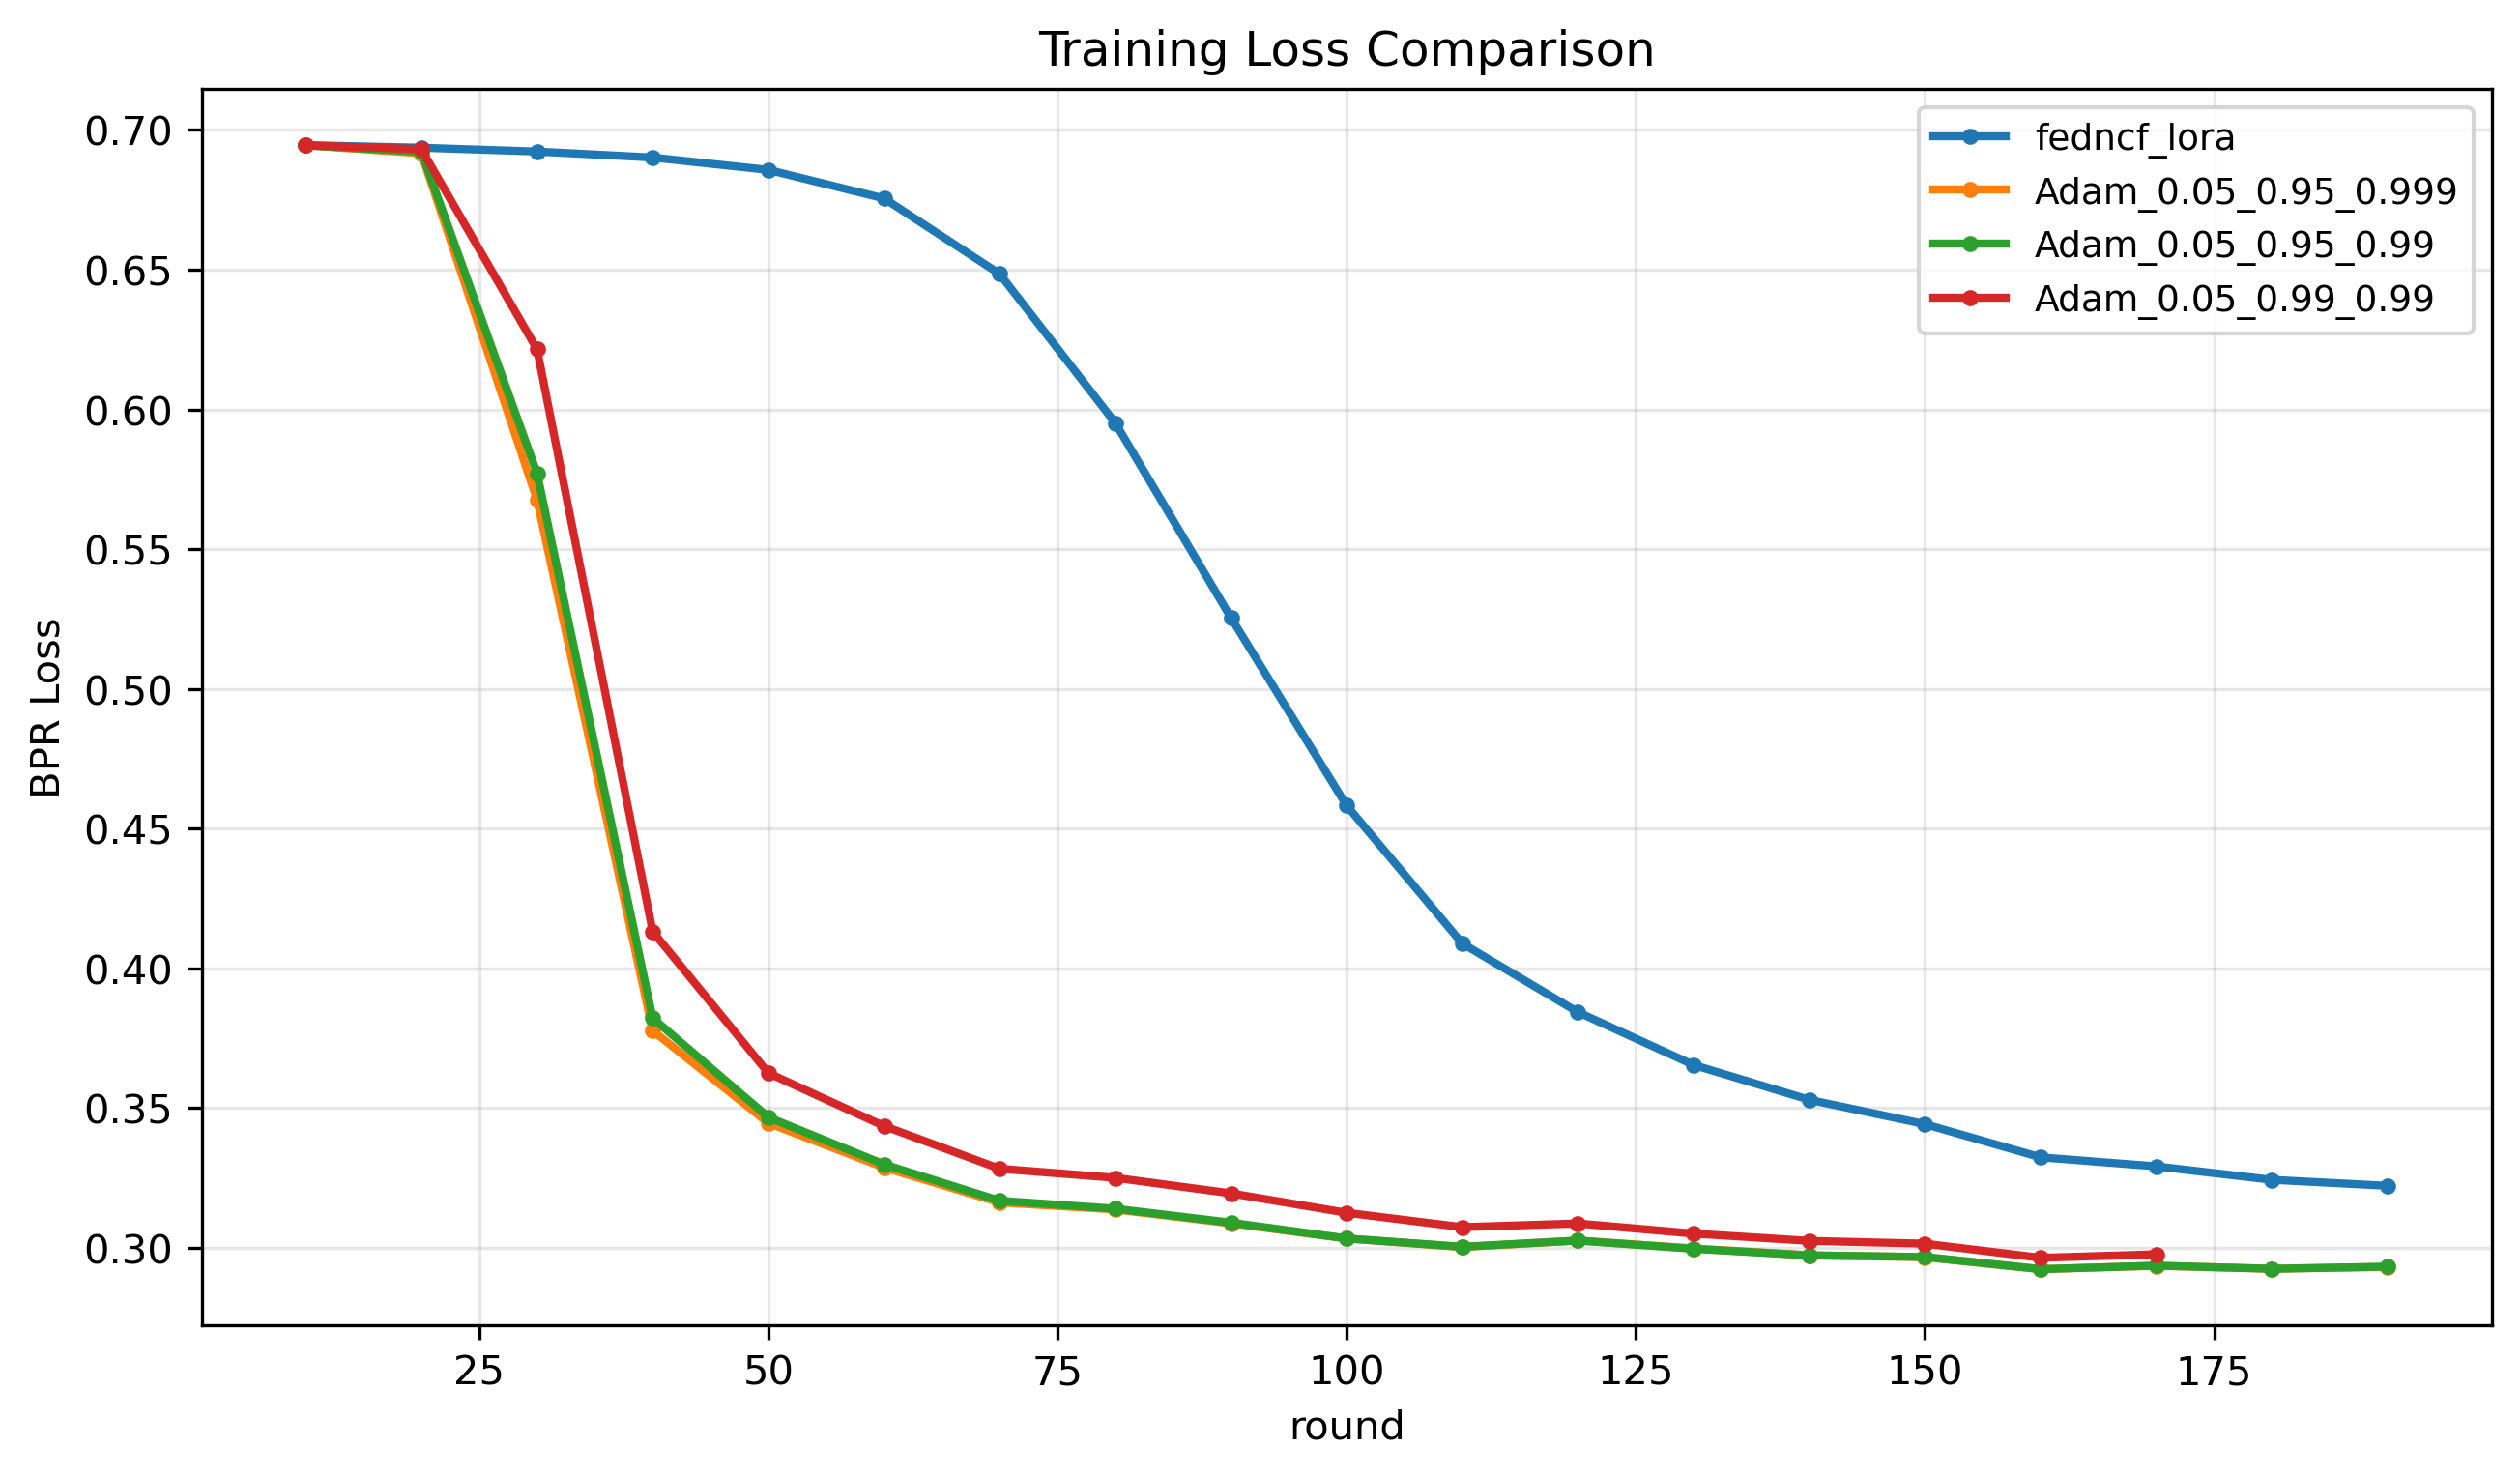 Training Loss Comparison
fedncf_lora
Adam_0.05_0.95_0.999
Adam_0.05_0.95_0.99
Adam_0.05_0.99_0.99
BPR Loss
0.70
0.65
0.60
0.55
0.50
0.45
0.40
0.35
0.30
25 50 75 100 125 150 175
round